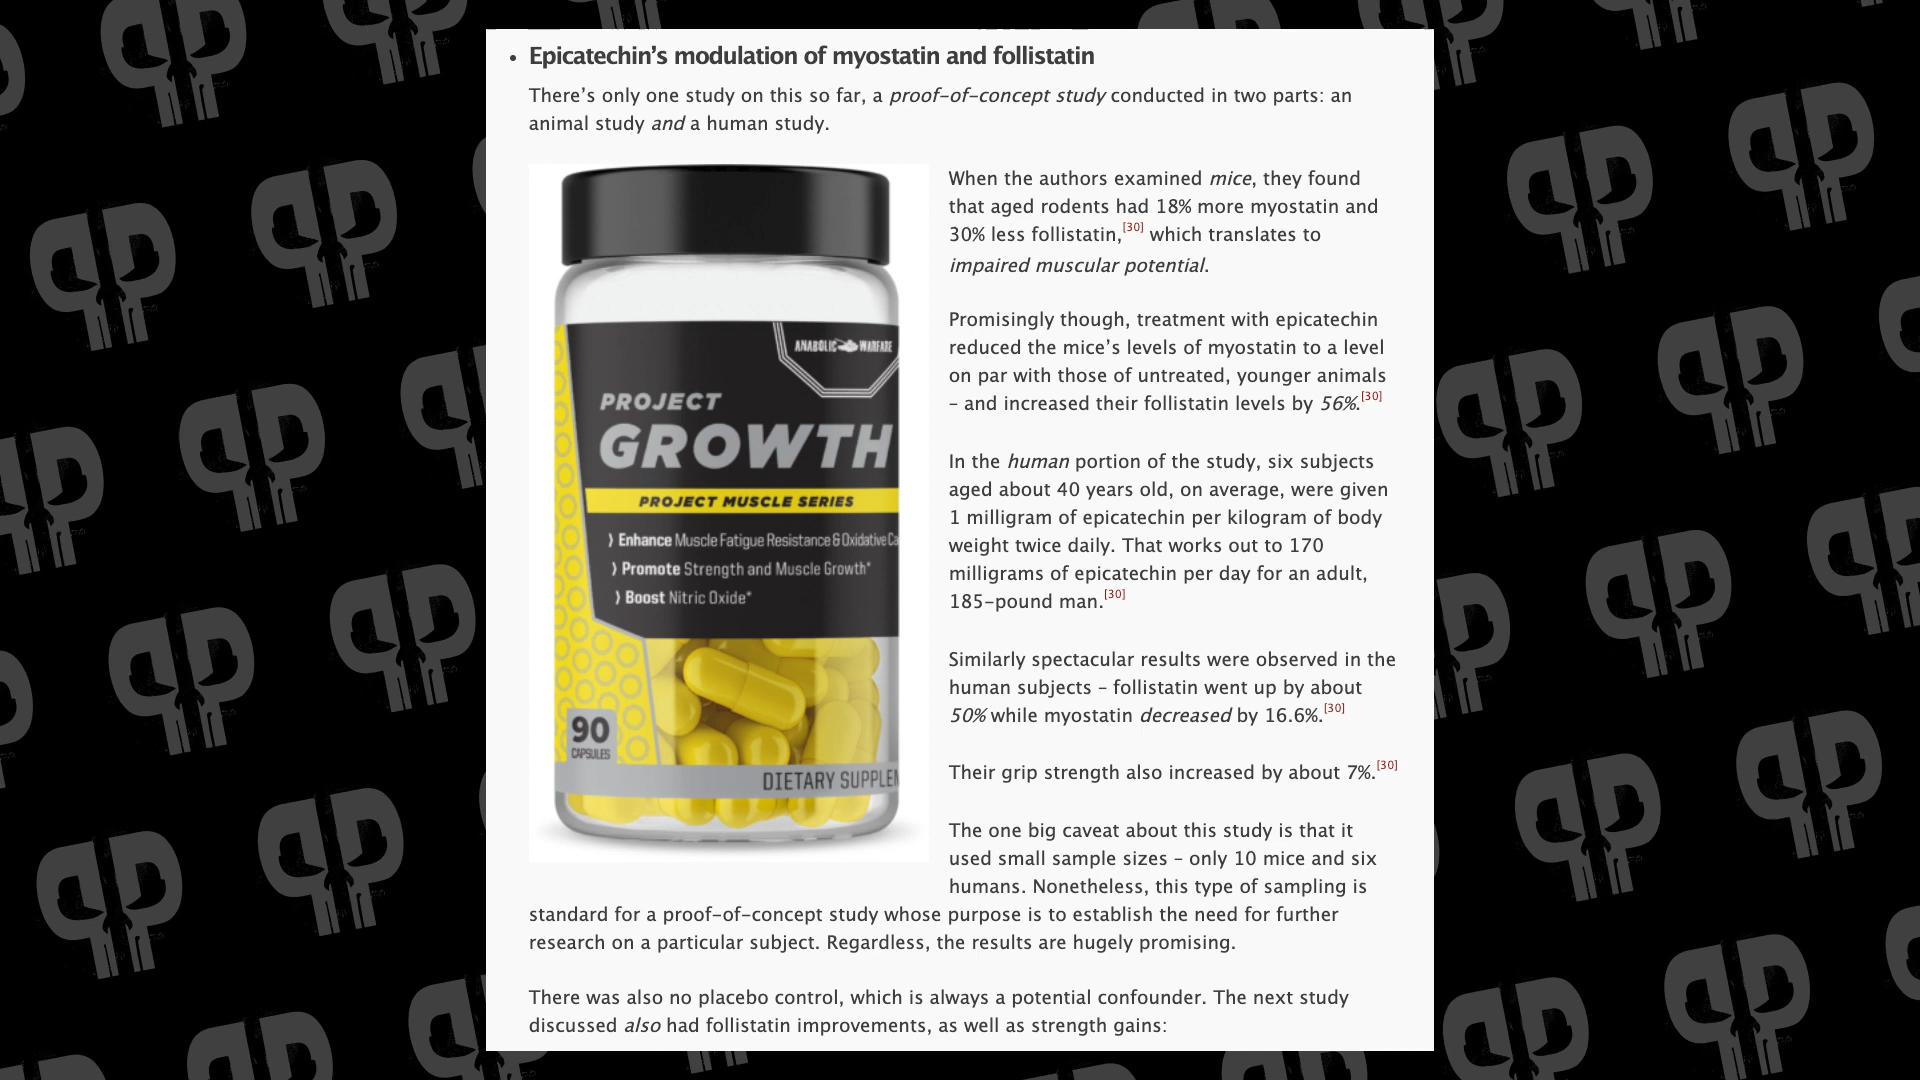 • Epicatechin’s modulation of myostatin and follistatin
There’s only one study on this so far, a proof-of-concept study conducted in two parts: an
animal study and a human study.
ANABOLIC WARFARE
PROJECT
GROWTH
PROJECT MUSCLE SERIES
› Enhance Muscle Fatigue Resistance & Oxidative Ca
› Promote Strength and Muscle Growth*
› Boost Nitric Oxide*
90
CAPSULES
DIETARY SUPPLEN
When the authors examined mice, they found
that aged rodents had 18% more myostatin and
30% less follistatin,[30] which translates to
impaired muscular potential.
Promisingly though, treatment with epicatechin
reduced the mice’s levels of myostatin to a level
on par with those of untreated, younger animals
– and increased their follistatin levels by 56%.[30]
In the human portion of the study, six subjects
aged about 40 years old, on average, were given
1 milligram of epicatechin per kilogram of body
weight twice daily. That works out to 170
milligrams of epicatechin per day for an adult,
185-pound man.[30]
Similarly spectacular results were observed in the
human subjects – follistatin went up by about
50% while myostatin decreased by 16.6%.[30]
Their grip strength also increased by about 7%.[30]
The one big caveat about this study is that it
used small sample sizes – only 10 mice and six
humans. Nonetheless, this type of sampling is
standard for a proof-of-concept study whose purpose is to establish the need for further
research on a particular subject. Regardless, the results are hugely promising.
There was also no placebo control, which is always a potential confounder. The next study
discussed also had follistatin improvements, as well as strength gains: